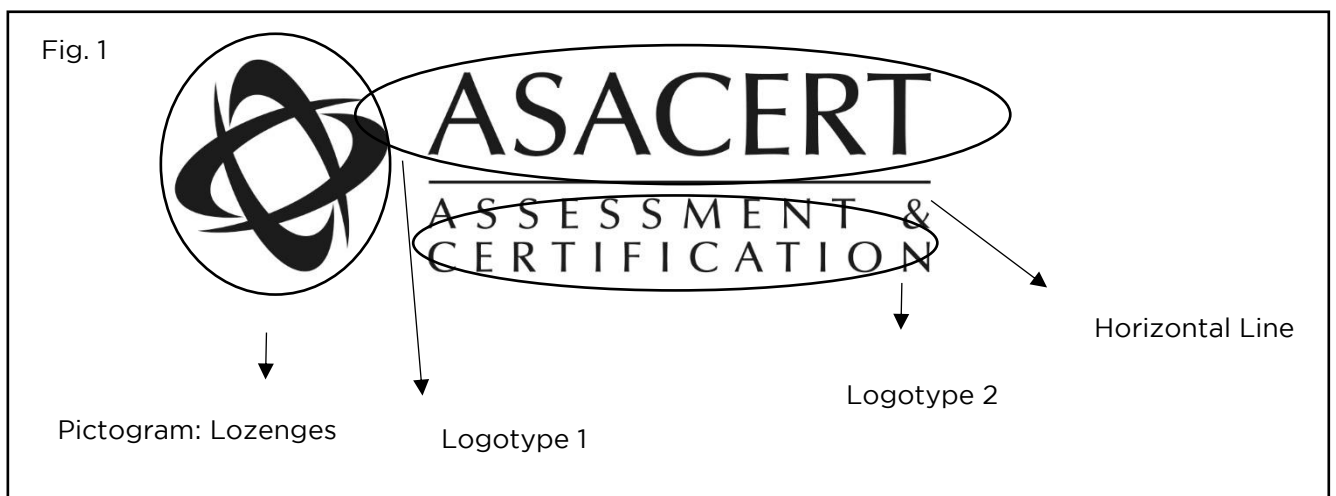 Fig. 1
ASACERT
ASSESSMENT &
CERTIFICATION
Horizontal Line
Logotype 2
Pictogram: Lozenges
Logotype 1